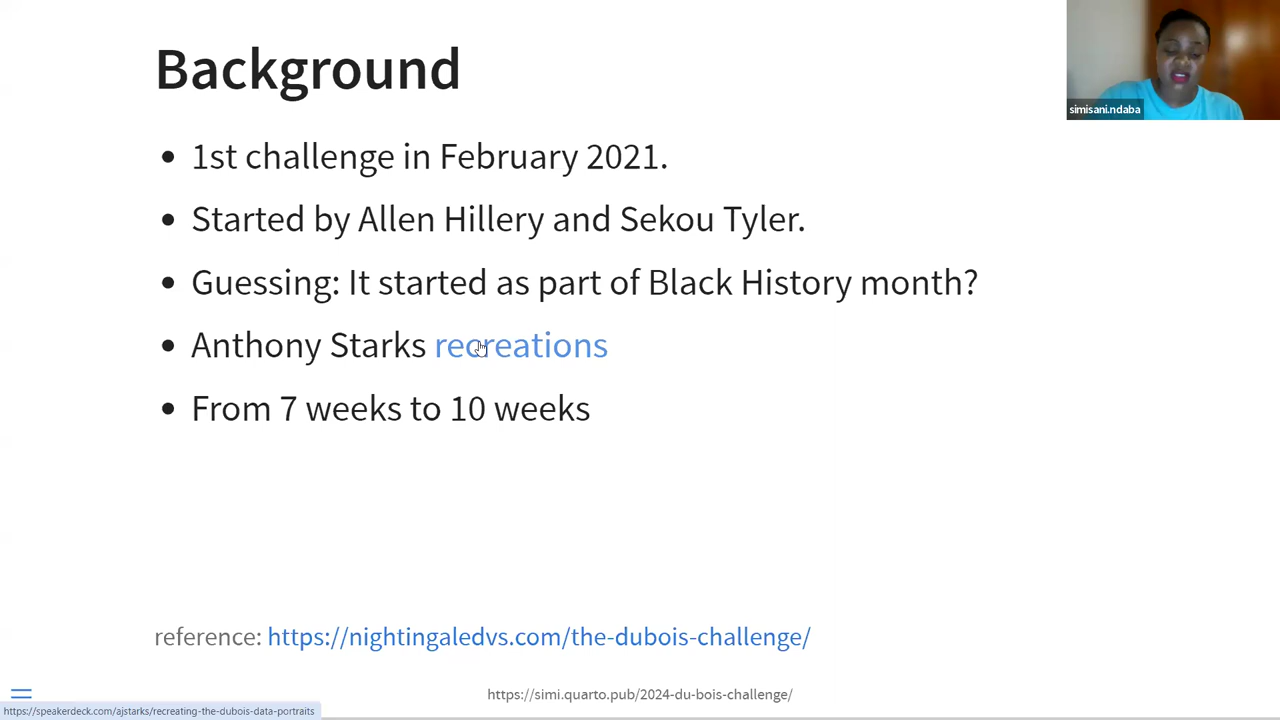 Background
simisani.ndaba
• 1st challenge in February 2021.
• Started by Allen Hillery and Sekou Tyler.
• Guessing: It started as part of Black History month?
• Anthony Starks recreations
• From 7 weeks to 10 weeks
reference: https://nightingaledvs.com/the-dubois-challenge/
https://simi.quarto.pub/2024-du-bois-challenge/
https://speakerdeck.com/ajstarks/recreating-the-dubois-data-portraits